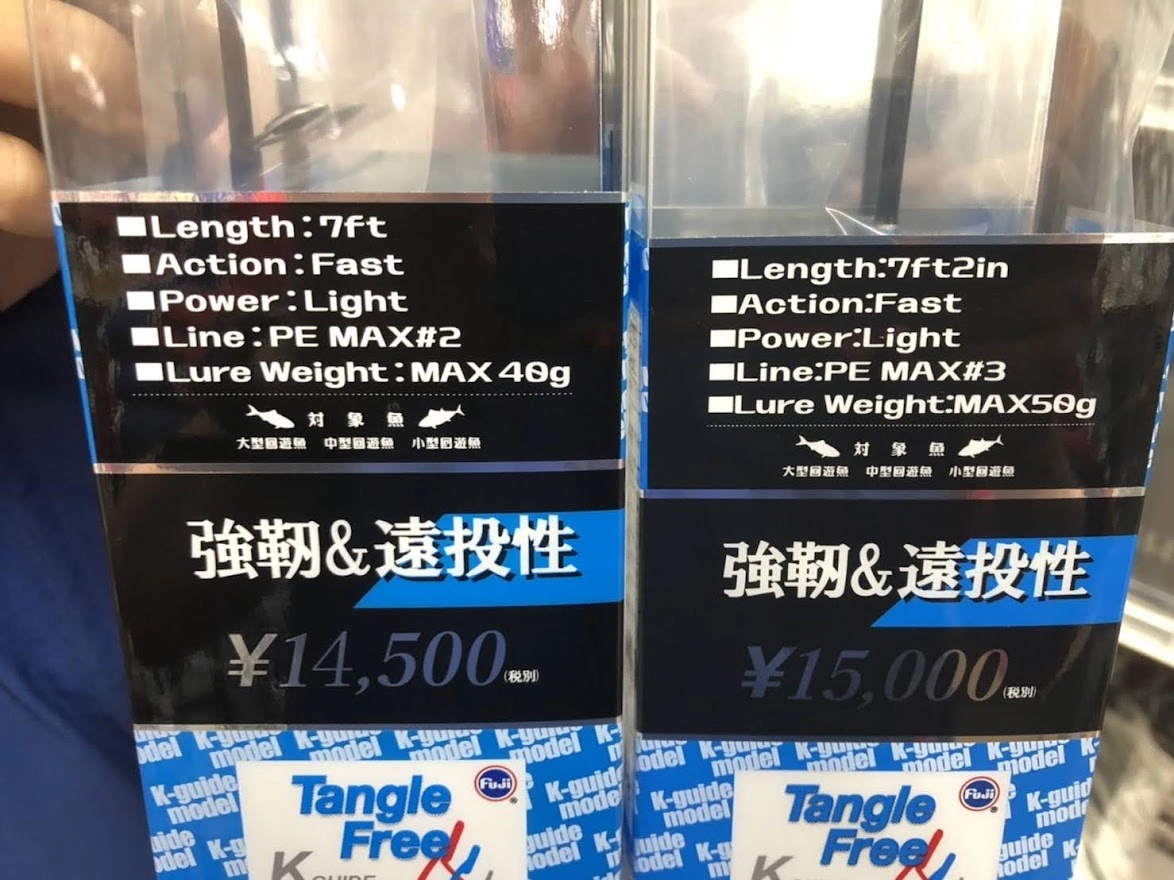 ■Length:7ft
■Action:Fast
■Power:Light
■Line:PE MAX#2
■Lure Weight:MAX 40g
対象魚
大型回遊魚 中型回遊魚 小型回遊魚
強靭&遠投性
¥14,500(税別)
K-guide model
Tangle Free
Fuji
K GUIDE
■Length:7ft2in
■Action:Fast
■Power:Light
■Line:PE MAX#3
■Lure Weight:MAX50g
対象魚
大型回遊魚 中型回遊魚 小型回遊魚
強靭&遠投性
¥15,000(税別)
K-guide model
Tangle Free
Fuji
K